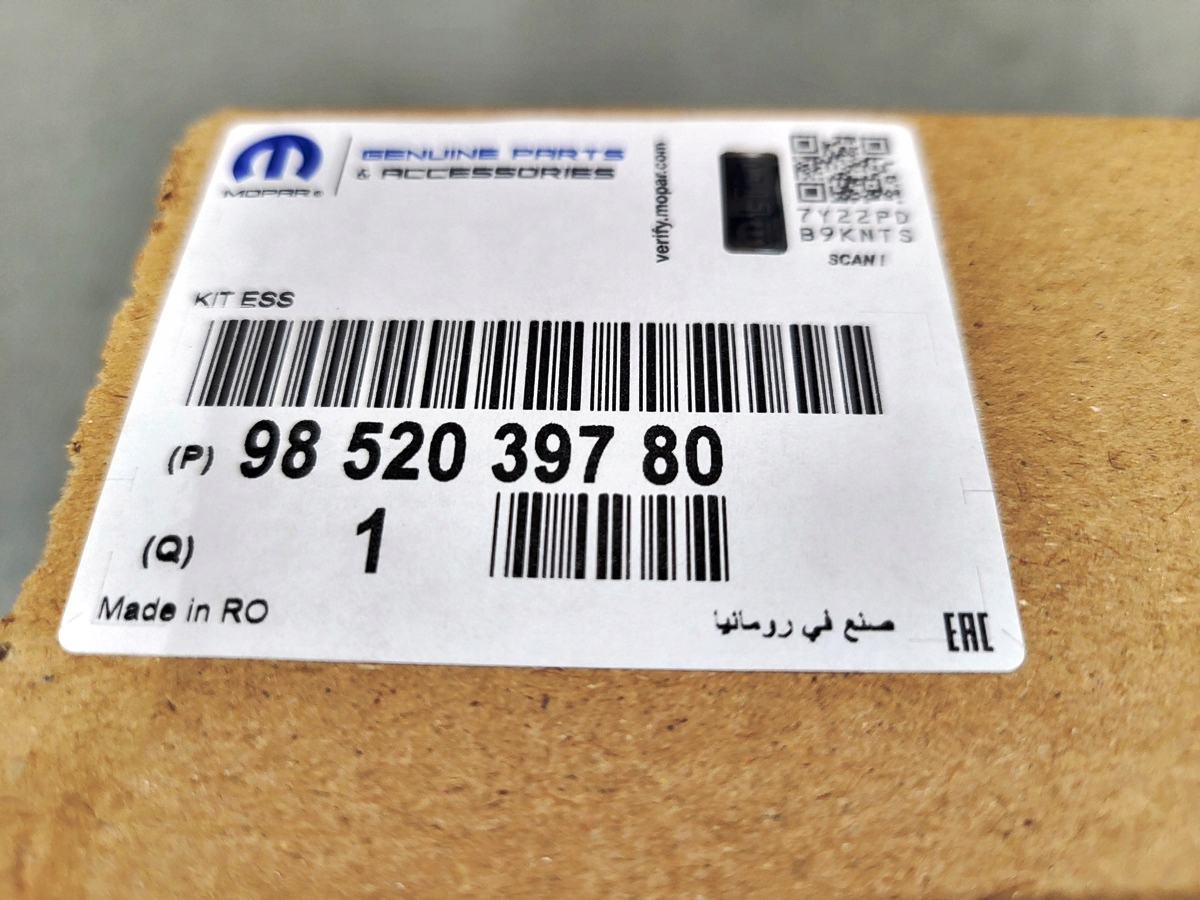 MOPAR®
GENUINE PARTS
& ACCESSORIES
verify.mopar.com
7Y22PD
B9KNTS
SCAN!
KIT ESS
(P) 98 520 397 80
(Q) 1
Made in RO
صنع في رومانيا
EAC